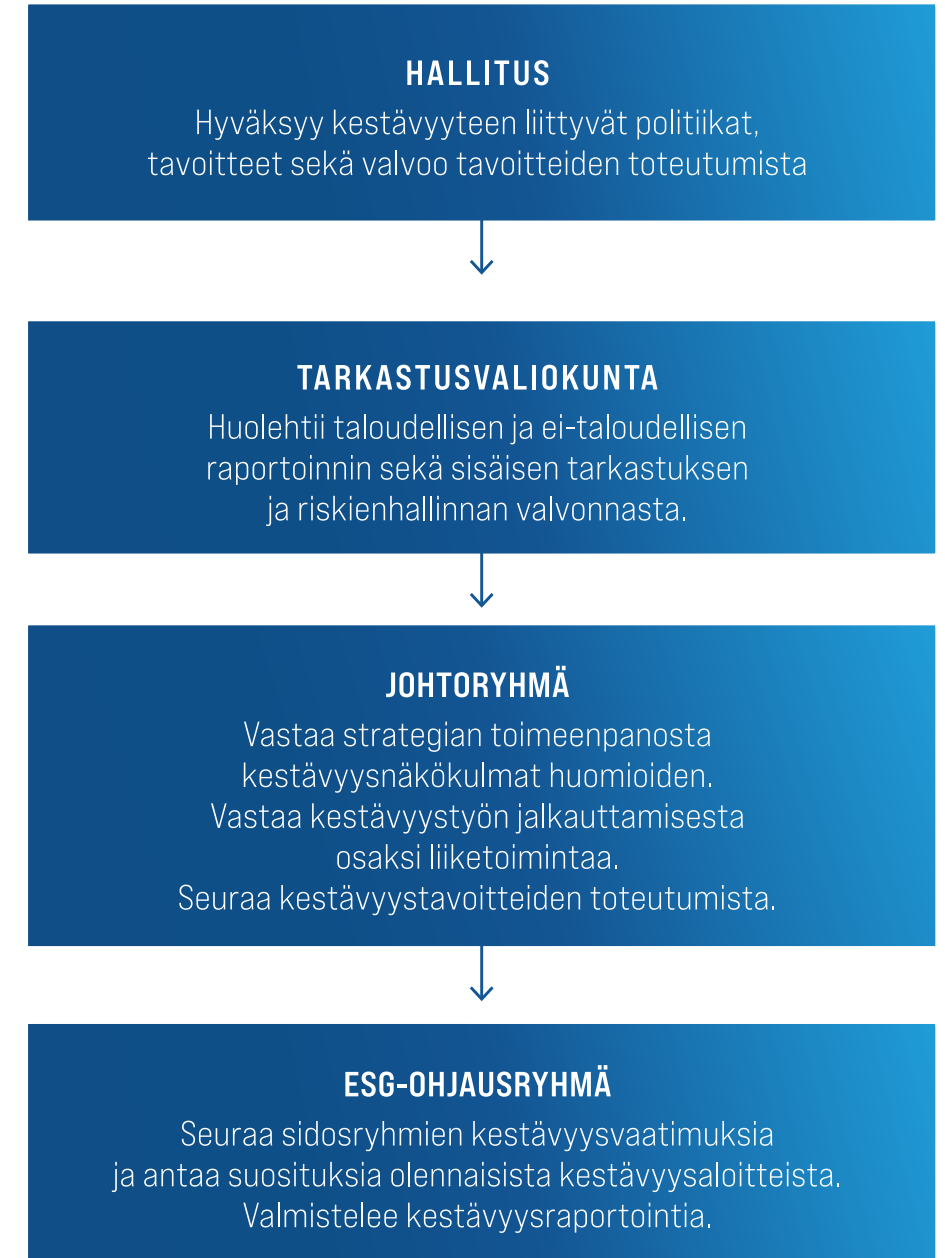 HALLITUS
Hyväksyy kestävyyteen liittyvät politiikat,
tavoitteet sekä valvoo tavoitteiden toteutumista
TARKASTUSVALIOKUNTA
Huolehtii taloudellisen ja ei-taloudellisen
raportoinnin sekä sisäisen tarkastuksen
ja riskienhallinnan valvonnasta.
JOHTORYHMÄ
Vastaa strategian toimeenpanosta
kestävyysnäkökulmat huomioiden.
Vastaa kestävyystyön jalkauttamisesta
osaksi liiketoimintaa.
Seuraa kestävyystavoitteiden toteutumista.
ESG-OHJAUSRYHMÄ
Seuraa sidosryhmien kestävyysvaatimuksia
ja antaa suosituksia olennaisista kestävyysaloitteista.
Valmistelee kestävyysraportointia.